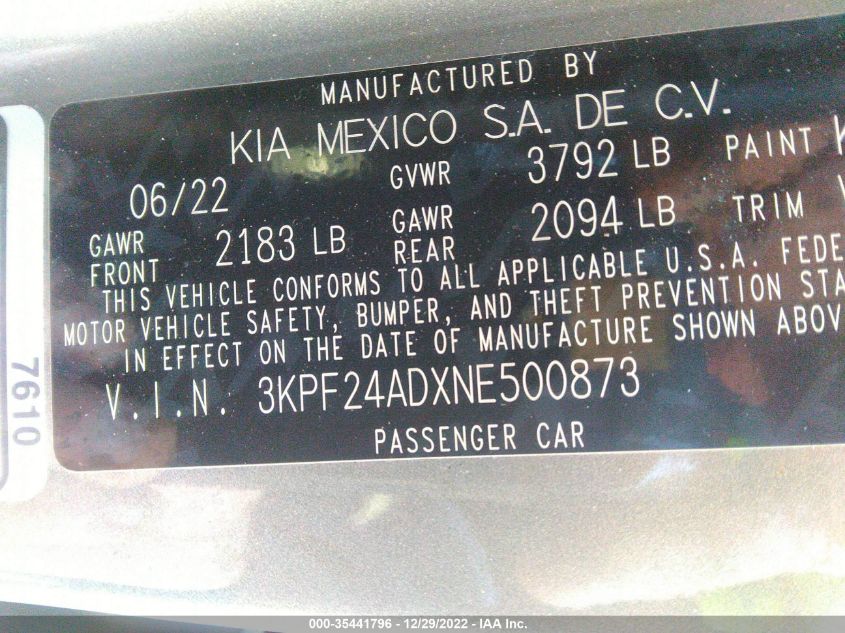 MANUFACTURED BY
KIA MEXICO S.A. DE C.V.
06/22 GVWR 3792 LB PAINT
GAWR FRONT 2183 LB GAWR REAR 2094 LB TRIM
THIS VEHICLE CONFORMS TO ALL APPLICABLE U.S.A. FEDE
MOTOR VEHICLE SAFETY, BUMPER, AND THEFT PREVENTION STA
IN EFFECT ON THE DATE OF MANUFACTURE SHOWN ABOV
V.I.N. 3KPF24ADXNE500873
PASSENGER CAR
7610
000-35441796 - 12/29/2022 - IAA Inc.